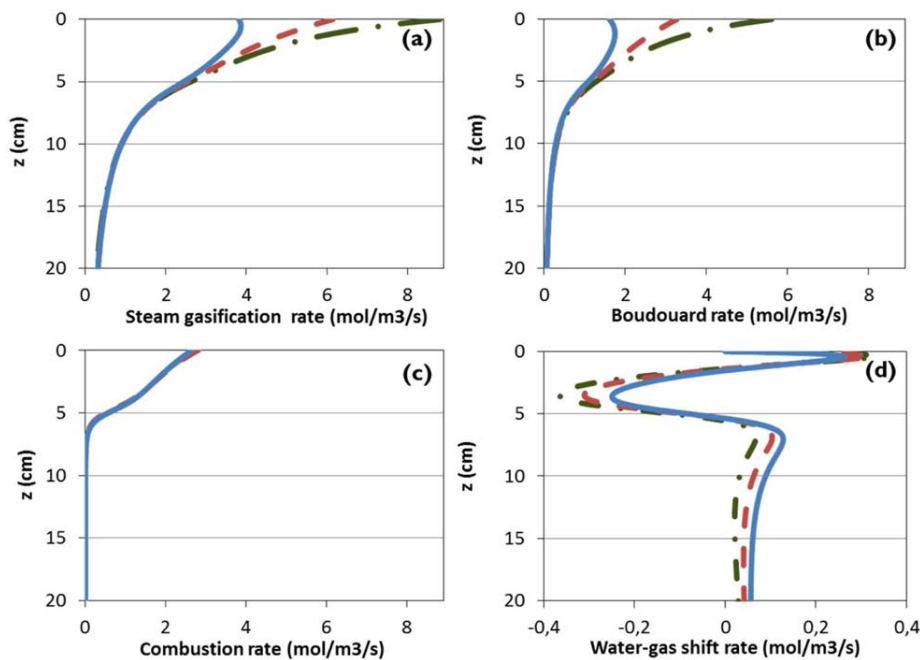 0
5
10
15
20
z (cm)
(a)
0 2 4 6 8
Steam gasification rate (mol/m3/s)
0
5
10
15
20
z (cm)
(b)
0 2 4 6 8
Boudouard rate (mol/m3/s)
0
5
10
15
20
z (cm)
(c)
0 2 4 6 8
Combustion rate (mol/m3/s)
0
5
10
15
20
z (cm)
(d)
-0,4 -0,2 0 0,2 0,4
Water-gas shift rate (mol/m3/s)